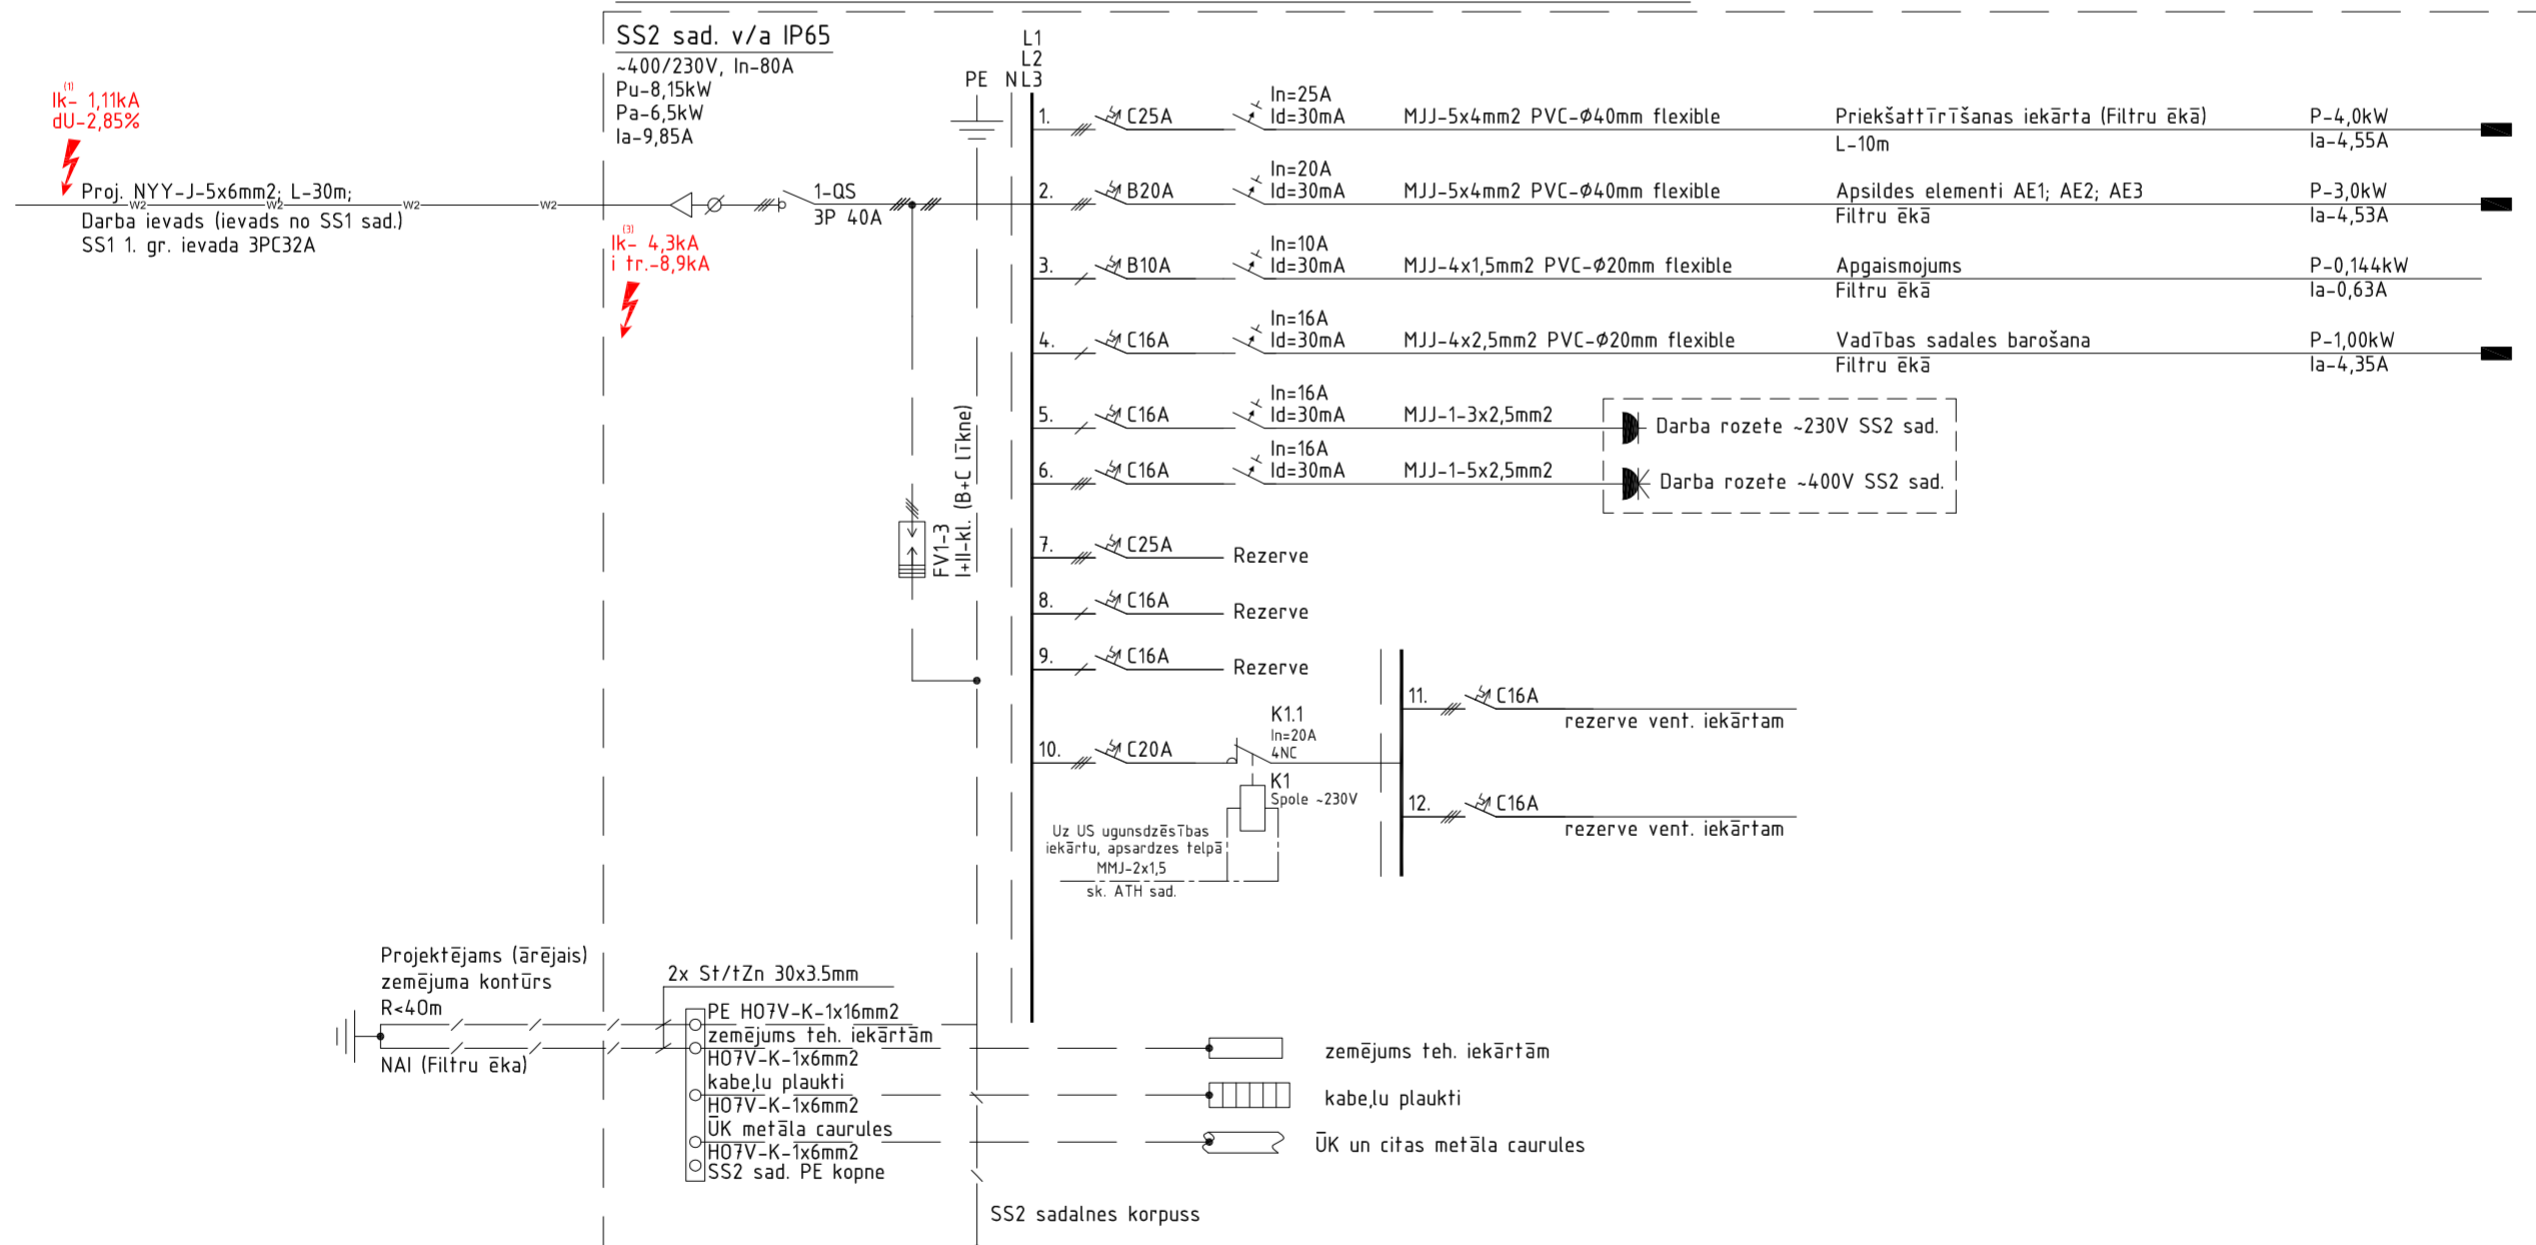 SS2 sad. v/a IP65
~400/230V, In-80A
Pu-8,15kW
Pa-6,5kW
Ia-9,85A
(1)
Ik- 1,11kA
dU-2,85%
Proj. NYY-J-5x6mm2; L-30m;
W2 W2 W2 W2
Darba ievads (ievads no SS1 sad.)
SS1 1. gr. ievada 3PC32A
(3)
Ik- 4,3kA
i tr.-8,9kA
1-QS
3P 40A
FV1-3
I+II-kl. (B+C līkne)
L1
L2
PE N L3
1. C25A In=25A Id=30mA MJJ-5x4mm2 PVC-Ø40mm flexible Priekšattīrīšanas iekārta (Filtru ēkā) P-4,0kW
L-10m Ia-4,55A
2. B20A In=20A Id=30mA MJJ-5x4mm2 PVC-Ø40mm flexible Apsildes elementi AE1; AE2; AE3 P-3,0kW
Filtru ēkā Ia-4,53A
3. B10A In=10A Id=30mA MJJ-4x1,5mm2 PVC-Ø20mm flexible Apgaismojums P-0,144kW
Filtru ēkā Ia-0,63A
4. C16A In=16A Id=30mA MJJ-4x2,5mm2 PVC-Ø20mm flexible Vadības sadales barošana P-1,00kW
Filtru ēkā Ia-4,35A
5. C16A In=16A Id=30mA MJJ-1-3x2,5mm2 Darba rozete ~230V SS2 sad.
6. C16A In=16A Id=30mA MJJ-1-5x2,5mm2 Darba rozete ~400V SS2 sad.
7. C25A Rezerve
8. C16A Rezerve
9. C16A Rezerve
10. C20A
K1.1
In=20A
4NC
K1
Spole ~230V
Uz US ugunsdzēsības
iekārtu, apsardzes telpā
MMJ-2x1,5
sk. ATH sad.
11. C16A
rezerve vent. iekārtam
12. C16A
rezerve vent. iekārtam
Projektējams (ārējais)
zemējuma kontūrs
R<40m
NAI (Filtru ēka)
2x St/tZn 30x3.5mm
PE H07V-K-1x16mm2
zemējums teh. iekārtām
H07V-K-1x6mm2
kabe,lu plaukti
H07V-K-1x6mm2
ŪK metāla caurules
H07V-K-1x6mm2
SS2 sad. PE kopne
zemējums teh. iekārtām
kabe,lu plaukti
ŪK un citas metāla caurules
SS2 sadalnes korpuss